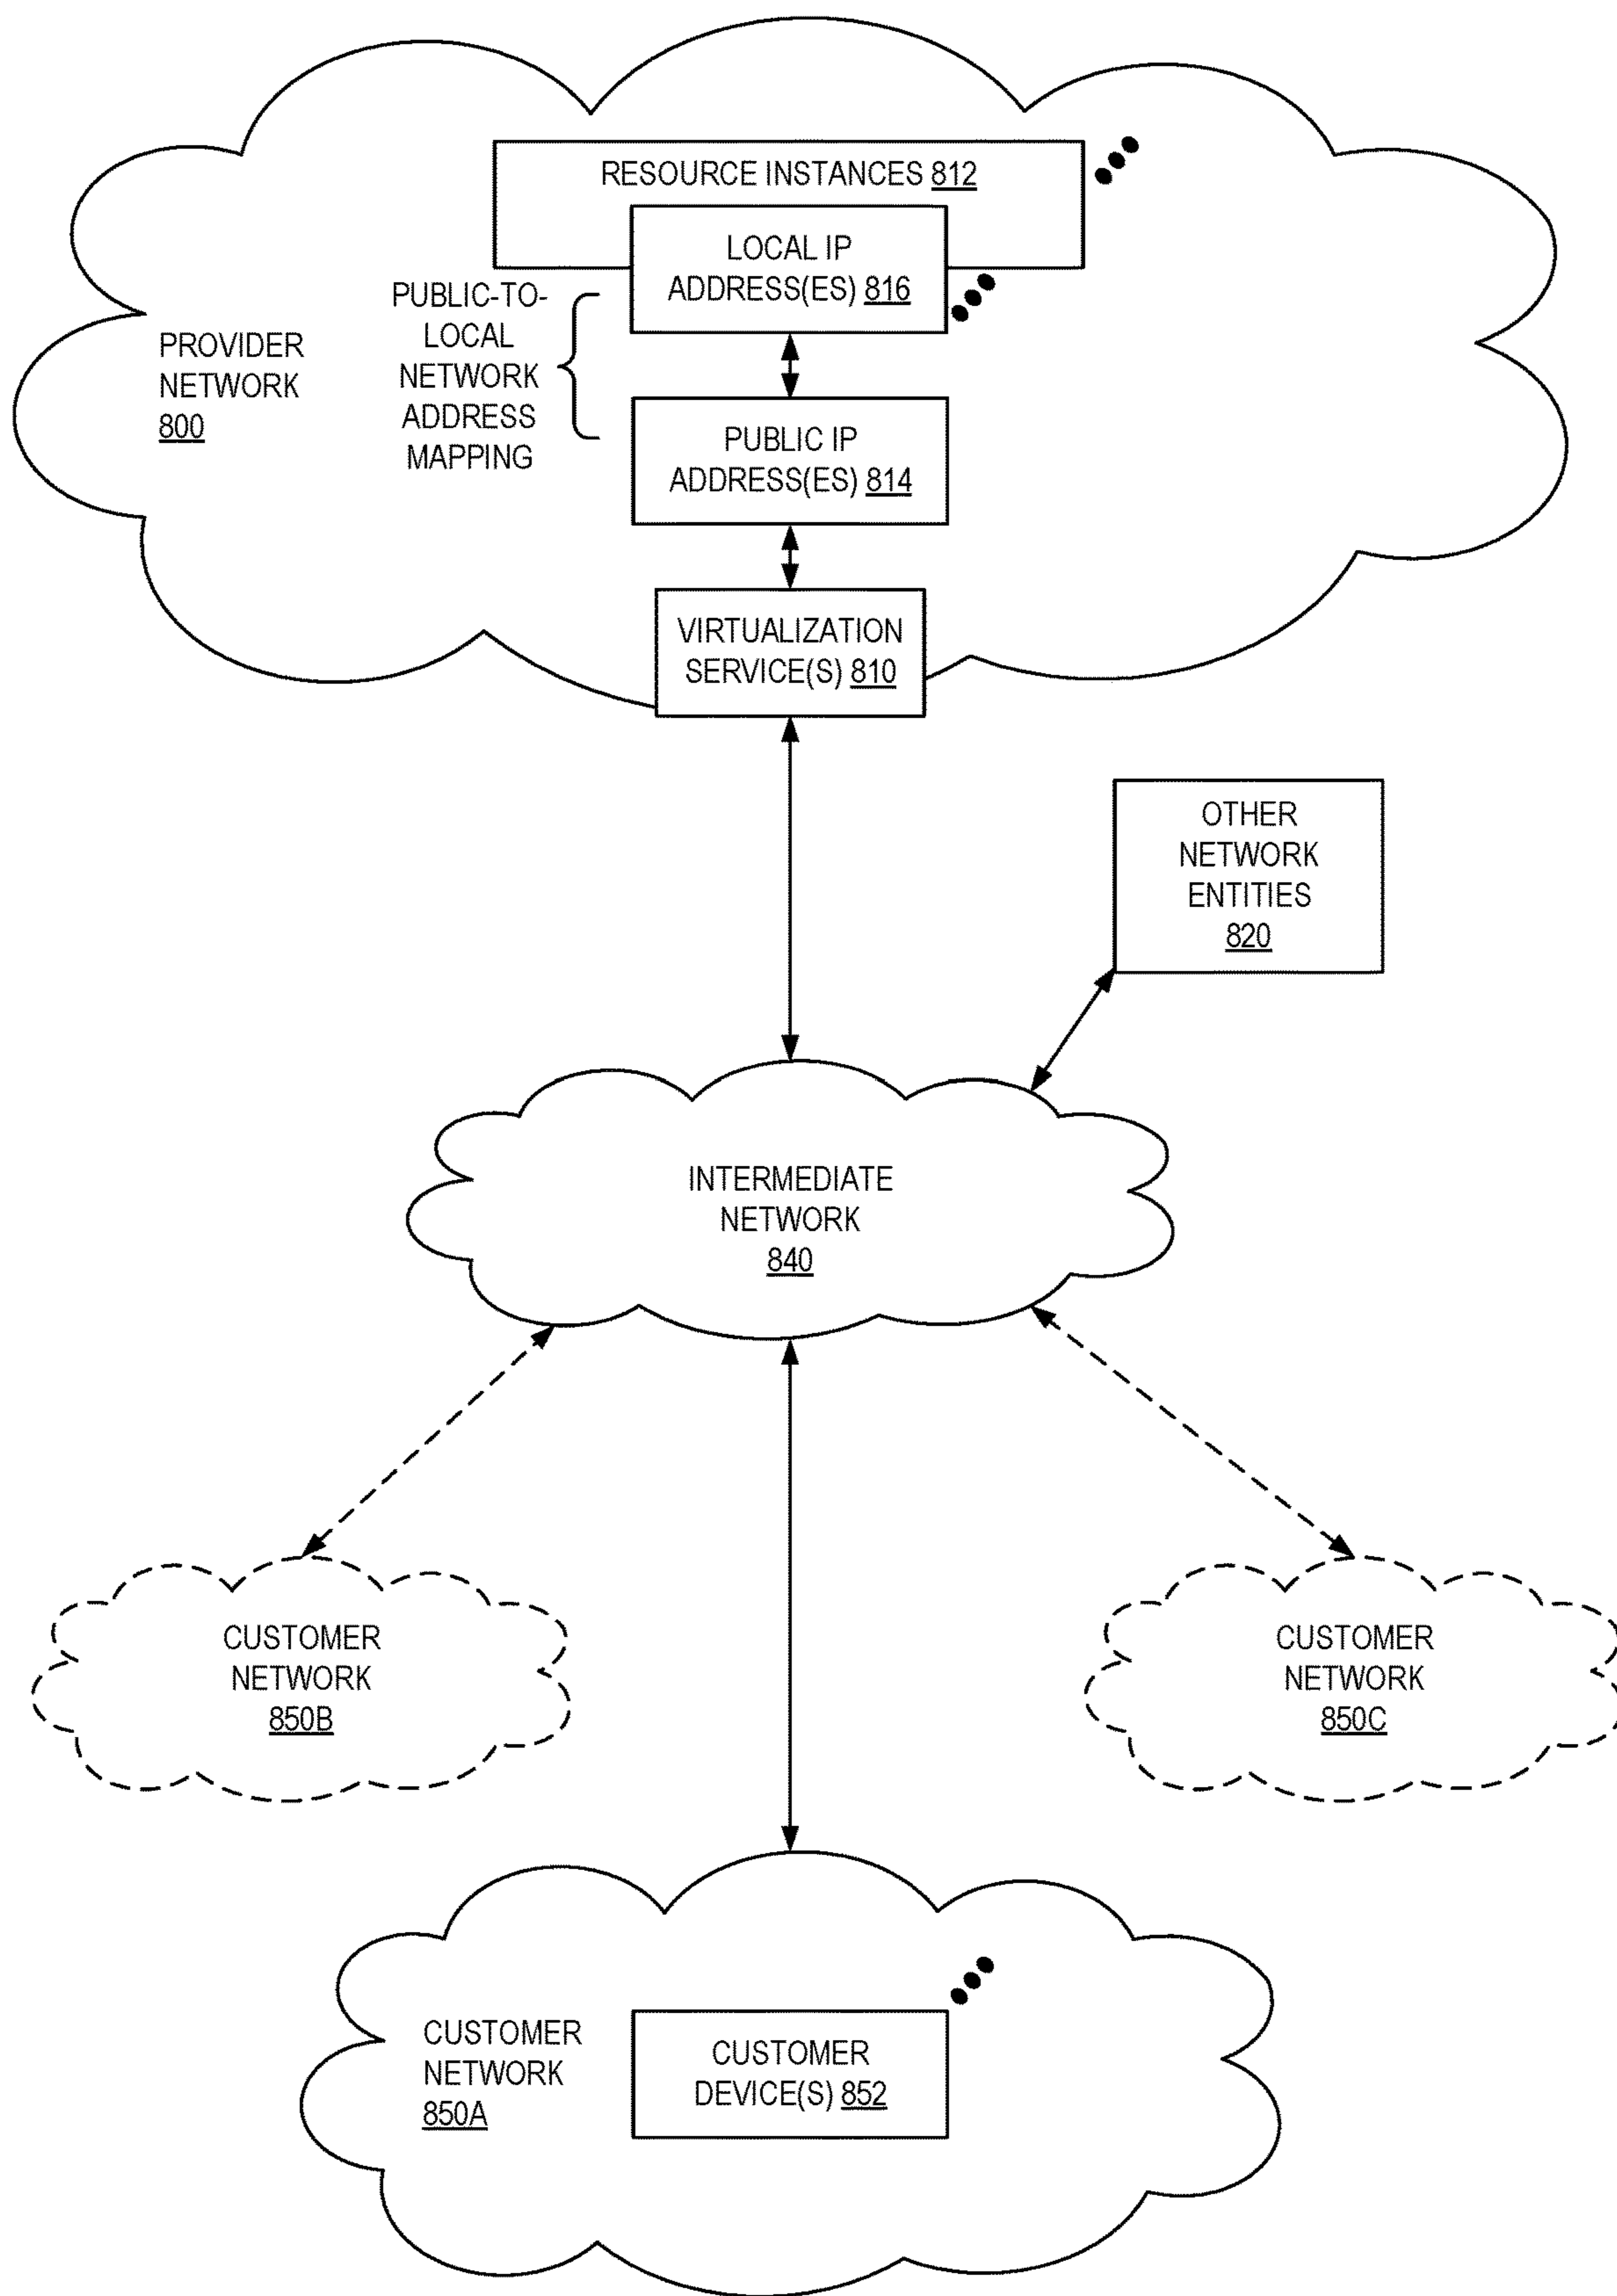 RESOURCE INSTANCES 812
LOCAL IP
ADDRESS(ES) 816
PUBLIC-TO-
LOCAL
NETWORK
ADDRESS
MAPPING
PROVIDER
NETWORK
800
PUBLIC IP
ADDRESS(ES) 814
VIRTUALIZATION
SERVICE(S) 810
OTHER
NETWORK
ENTITIES
820
INTERMEDIATE
NETWORK
840
CUSTOMER
NETWORK
850B
CUSTOMER
NETWORK
850C
CUSTOMER
NETWORK
850A
CUSTOMER
DEVICE(S) 852